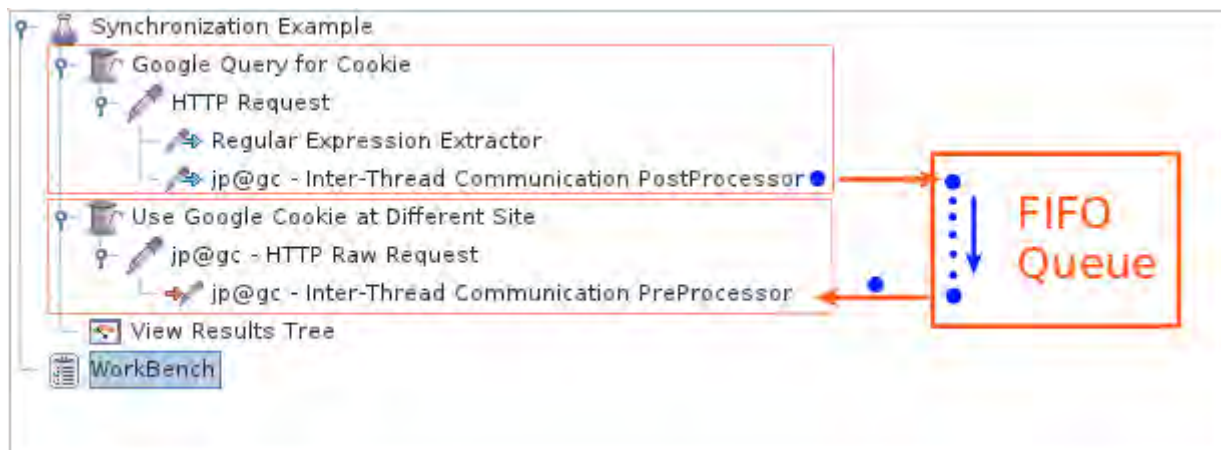 Synchronization Example
Google Query for Cookie
HTTP Request
Regular Expression Extractor
jp@gc - Inter-Thread Communication PostProcessor
Use Google Cookie at Different Site
jp@gc - HTTP Raw Request
jp@gc - Inter-Thread Communication PreProcessor
View Results Tree
WorkBench
FIFO
Queue